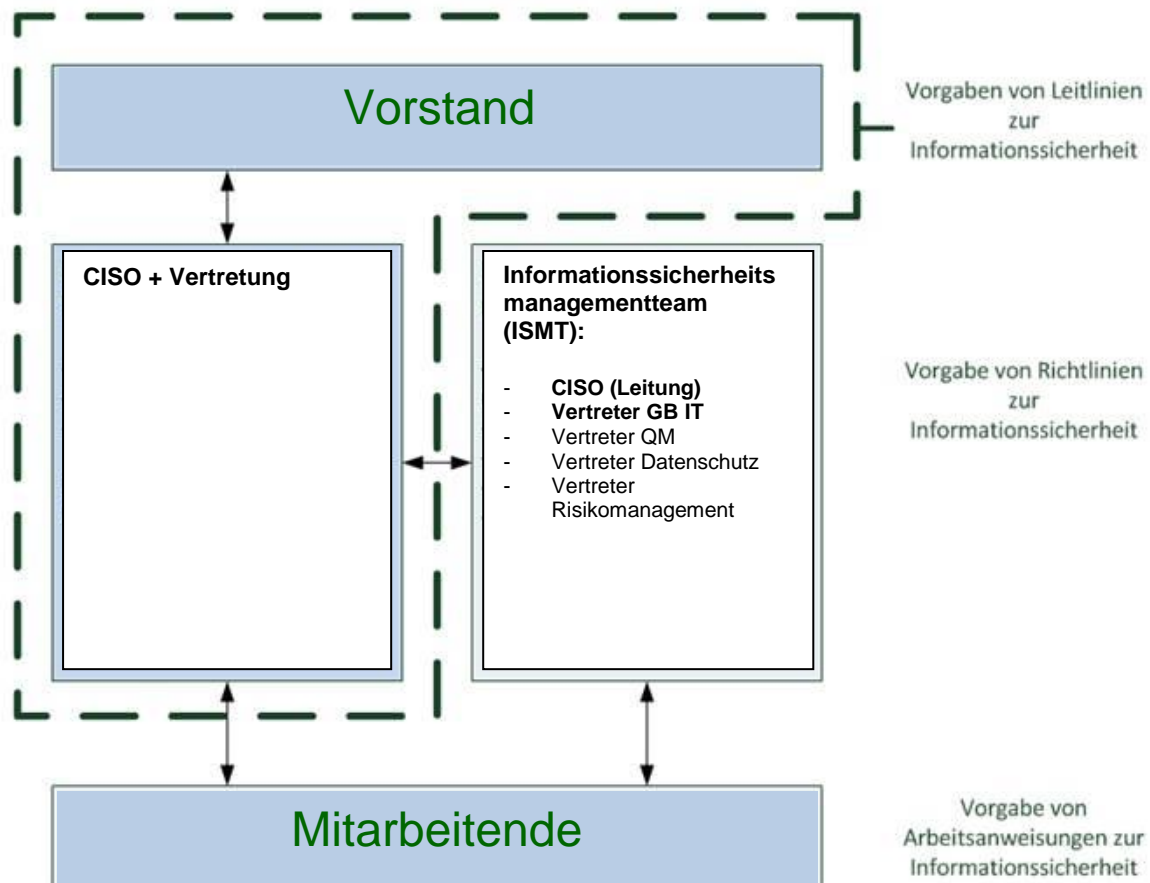 Vorstand
Vorgaben von Leitlinien
zur
Informationssicherheit
CISO + Vertretung
Informationssicherheits
managementteam
(ISMT):
- CISO (Leitung)
- Vertreter GB IT
- Vertreter QM
- Vertreter Datenschutz
- Vertreter
Risikomanagement
Vorgabe von Richtlinien
zur
Informationssicherheit
Mitarbeitende
Vorgabe von
Arbeitsanweisungen zur
Informationssicherheit